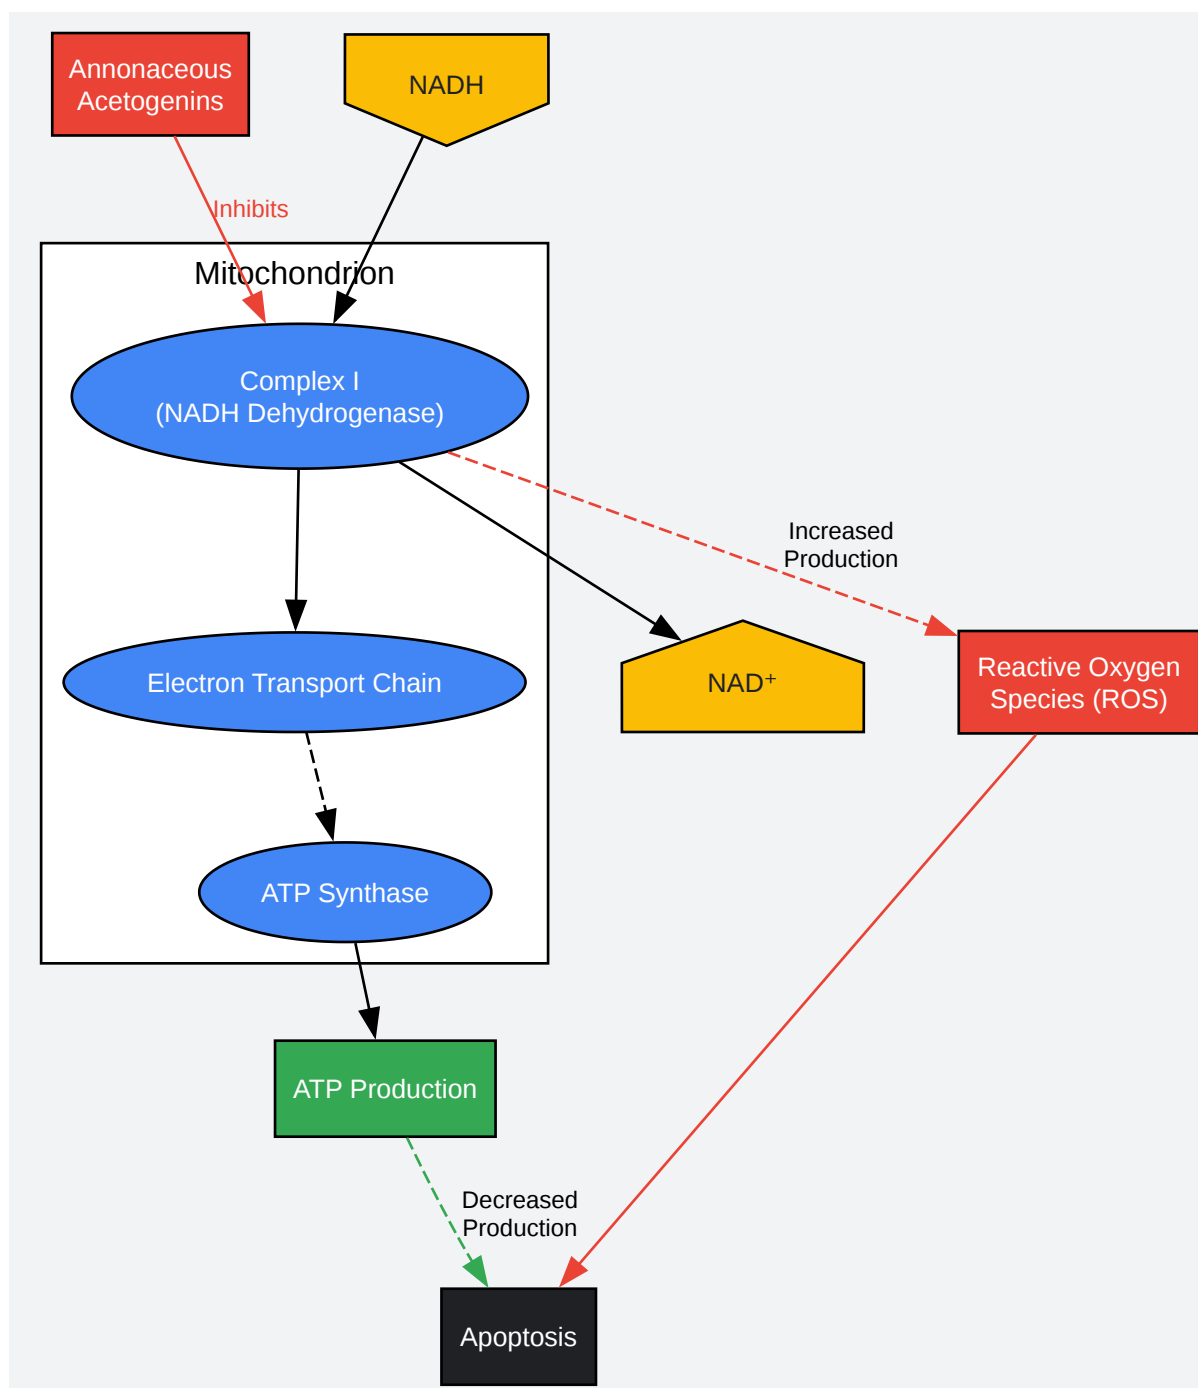 Annonaceous
Acetogenins
NADH
Inhibits
Mitochondrion
Complex I
(NADH Dehydrogenase)
Increased
Production
Electron Transport Chain
NAD⁺
Reactive Oxygen
Species (ROS)
ATP Synthase
ATP Production
Decreased
Production
Apoptosis